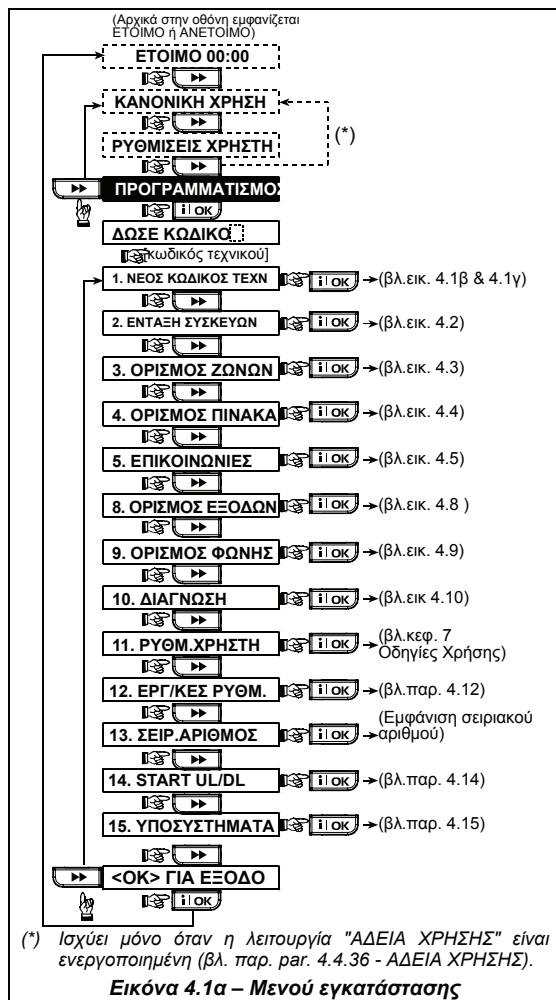 (Αρχικά στην οθόνη εμφανίζεται
ΕΤΟΙΜΟ ή ΑΝΕΤΟΙΜΟ)
ΕΤΟΙΜΟ 00:00
ΚΑΝΟΝΙΚΗ ΧΡΗΣΗ
(*)
ΡΥΘΜΙΣΕΙΣ ΧΡΗΣΤΗ
ΠΡΟΓΡΑΜΜΑΤΙΣΜΟΣ
i OK
ΔΩΣΕ ΚΩΔΙΚΟ
[κωδικός τεχνικού]
1. ΝΕΟΣ ΚΩΔΙΚΟΣ ΤΕΧΝ i OK (βλ.εικ. 4.1β & 4.1γ)
2. ΕΝΤΑΞΗ ΣΥΣΚΕΥΩΝ i OK (βλ.εικ. 4.2)
3. ΟΡΙΣΜΟΣ ΖΩΝΩΝ i OK (βλ.εικ. 4.3)
4. ΟΡΙΣΜΟΣ ΠΙΝΑΚΑ i OK (βλ.εικ. 4.4)
5. ΕΠΙΚΟΙΝΩΝΙΕΣ i OK (βλ.εικ. 4.5)
8. ΟΡΙΣΜΟΣ ΕΞΟΔΩΝ i OK (βλ.εικ. 4.8 )
9. ΟΡΙΣΜΟΣ ΦΩΝΗΣ i OK (βλ.εικ. 4.9)
10. ΔΙΑΓΝΩΣΗ i OK (βλ.εικ 4.10)
11. ΡΥΘΜ.ΧΡΗΣΤΗ i OK (βλ.κεφ. 7
Οδηγίες Χρήσης)
12. ΕΡΓ/ΚΕΣ ΡΥΘΜ. i OK (βλ.παρ. 4.12)
13. ΣΕΙΡ.ΑΡΙΘΜΟΣ i OK (Εμφάνιση σειριακού
αριθμού)
14. START UL/DL i OK (βλ.παρ. 4.14)
15. ΥΠΟΣΥΣΤΗΜΑΤΑ i OK (βλ.παρ. 4.15)
<OK> ΓΙΑ ΕΞΟΔΟ
i OK
(*) Ισχύει μόνο όταν η λειτουργία "ΑΔΕΙΑ ΧΡΗΣΗΣ" είναι
ενεργοποιημένη (βλ. παρ. par. 4.4.36 - ΑΔΕΙΑ ΧΡΗΣΗΣ).
Εικόνα 4.1α – Μενού εγκατάστασης